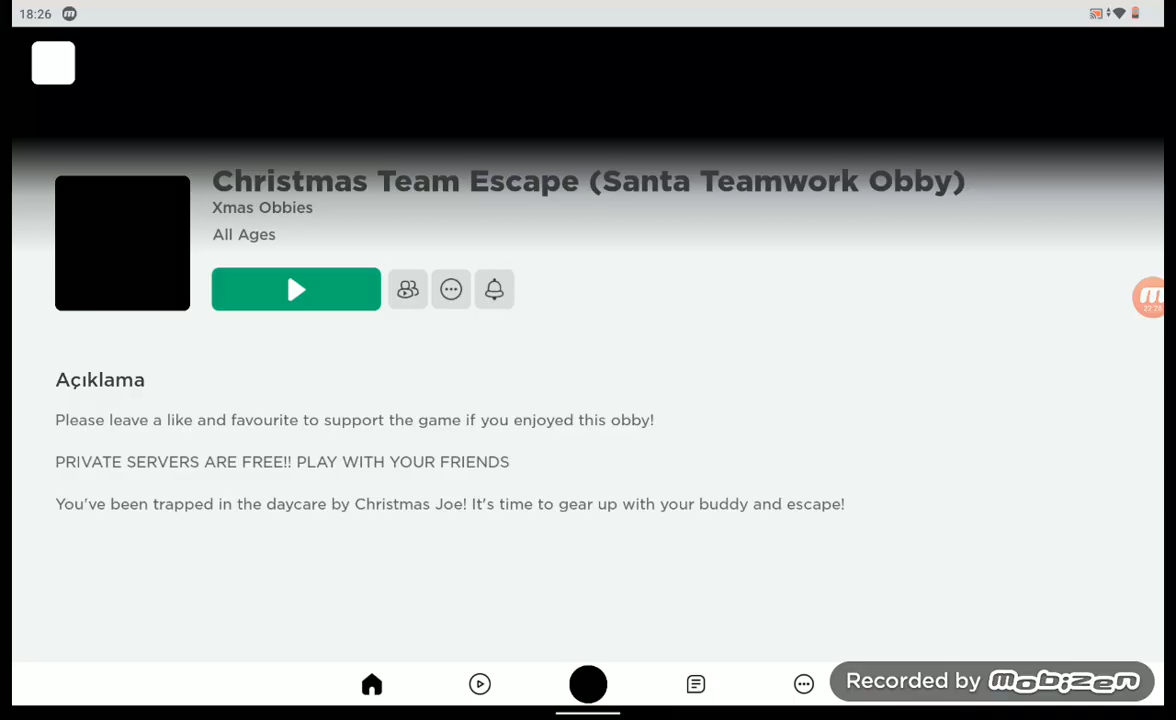 18:26
Christmas Team Escape (Santa Teamwork Obby)
Xmas Obbies
All Ages
Açıklama
Please leave a like and favourite to support the game if you enjoyed this obby!
PRIVATE SERVERS ARE FREE!! PLAY WITH YOUR FRIENDS
You've been trapped in the daycare by Christmas Joe! It's time to gear up with your buddy and escape!
Recorded by mobizen